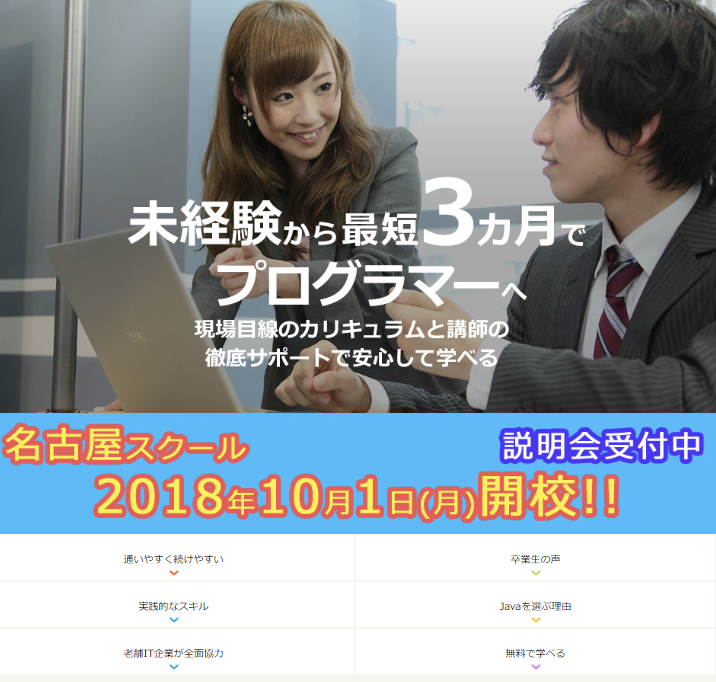 未経験から最短3カ月で
プログラマーへ
現場目線のカリキュラムと講師の
徹底サポートで安心して学べる
名古屋スクール
説明会受付中
2018年10月1日(月)開校!!
通いやすく続けやすい
卒業生の声
実践的なスキル
Javaを選ぶ理由
老舗IT企業が全面協力
無料で学べる